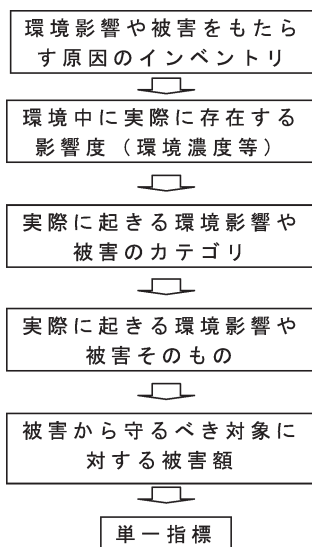 環境影響や被害をもたら
す原因のインベントリ
環境中に実際に存在する
影響度（環境濃度等）
実際に起きる環境影響や
被害のカテゴリ
実際に起きる環境影響や
被害そのもの
被害から守るべき対象に
対する被害額
単一指標